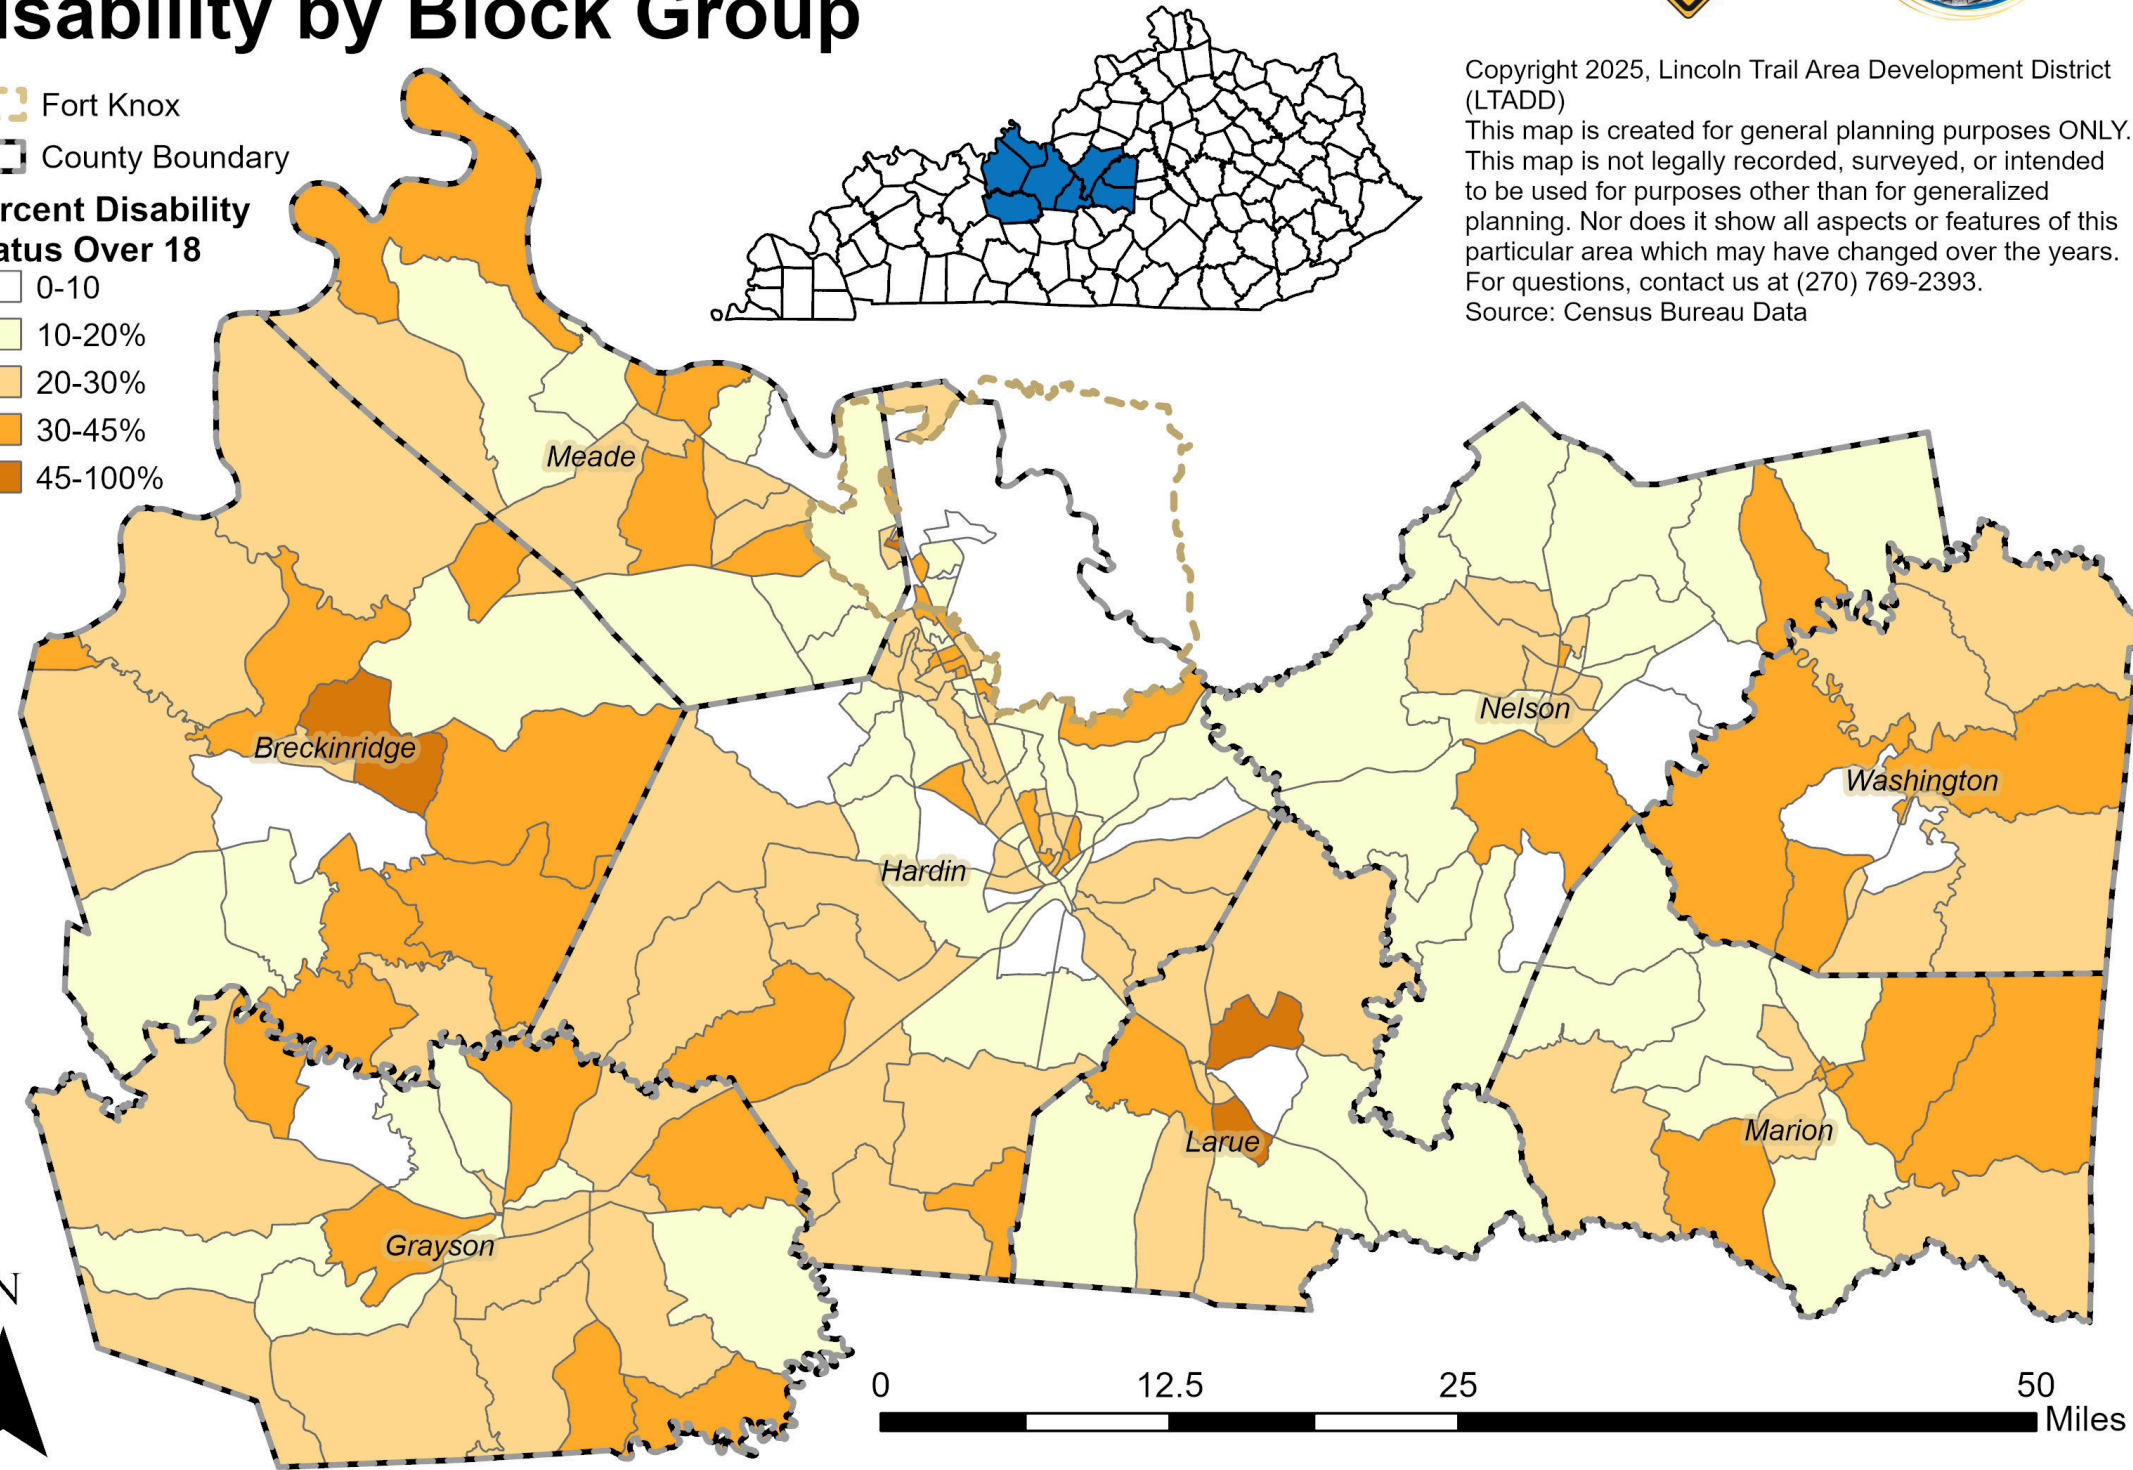 isability by Block Group
Fort Knox
County Boundary
rcent Disability
atus Over 18
0-10
10-20%
20-30%
30-45%
45-100%
Copyright 2025, Lincoln Trail Area Development District
(LTADD)
This map is created for general planning purposes ONLY.
This map is not legally recorded, surveyed, or intended
to be used for purposes other than for generalized
planning. Nor does it show all aspects or features of this
particular area which may have changed over the years.
For questions, contact us at (270) 769-2393.
Source: Census Bureau Data
Meade
Nelson
Breckinridge
Washington
Hardin
Marion
Larue
Grayson
N
0 12.5 25 50
Miles